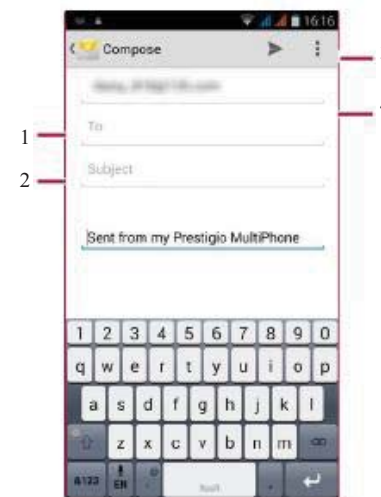 16:16
Compose
To
1
Subject
2
Sent from my Prestigio MultiPhone
1 2 3 4 5 6 7 8 9 0
q w e r t y u i o p
a s d f g h j k l
z x c v b n m
&123 EN , .